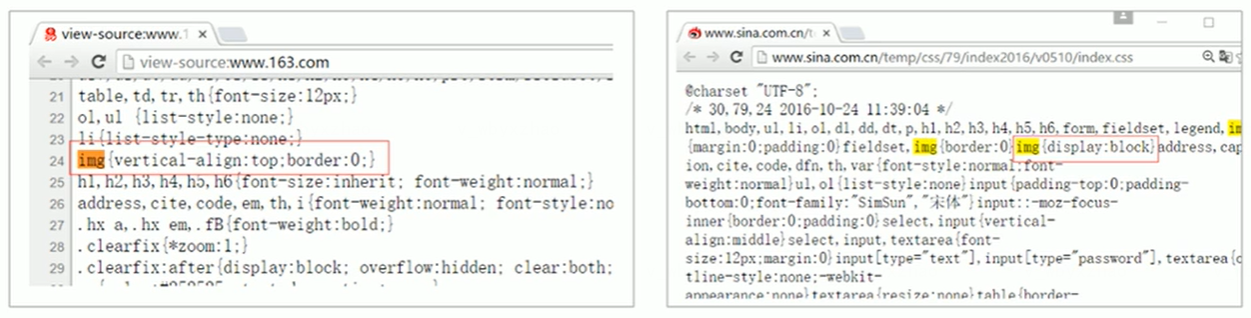 view-source:www.1
view-source:www.163.com
21 table,td,tr,th{font-size:12px;}
22 ol,ul {list-style:none;}
23 li{list-style-type:none;}
24 img{vertical-align:top;border:0;}
25 h1,h2,h3,h4,h5,h6{font-size:inherit; font-weight:normal;}
26 address,cite,code,em,th,i{font-weight:normal; font-style:no
27 .hx a,.hx em,.fB{font-weight:bold;}
28 .clearfix{*zoom:1;}
29 .clearfix:after{display:block; overflow:hidden; clear:both;
www.sina.com.cn/t
www.sina.com.cn/temp/css/79/index2016/v0510/index.css
@charset "UTF-8";
/* 30,79,24 2016-10-24 11:39:04 */
html,body,ul,li,ol,dl,dd,dt,p,h1,h2,h3,h4,h5,h6,form,fieldset,legend,im
{margin:0;padding:0}fieldset,img{border:0}img{display:block}address,cap
ion,cite,code,dfn,th,var{font-style:normal;font-
weight:normal}ul,ol{list-style:none}input{padding-top:0;padding-
bottom:0;font-family:"SimSun","宋体"}input::-moz-focus-
inner{border:0;padding:0}select,input{vertical-
align:middle}select,input,textarea{font-
size:12px;margin:0}input[type="text"],input[type="password"],textarea{o
tline-style:none;-webkit-
appearance:none}textarea{resize:none}table{border-